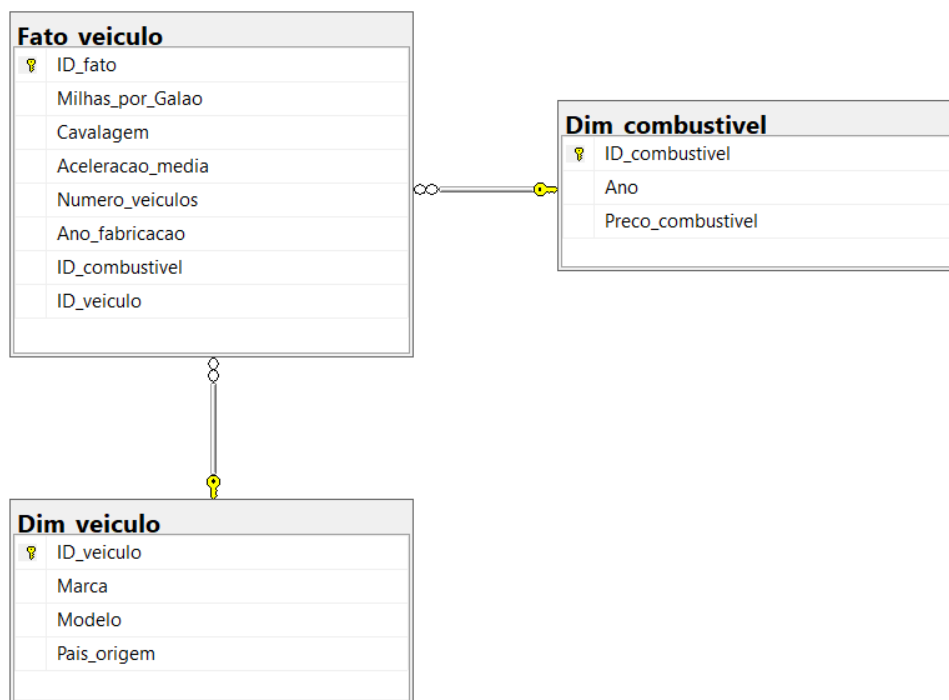 Fato_veiculo
ID_fato
Milhas_por_Galao
Cavalagem
Aceleracao_media
Numero_veiculos
Ano_fabricacao
ID_combustivel
ID_veiculo
Dim_combustivel
ID_combustivel
Ano
Preco_combustivel
Dim_veiculo
ID_veiculo
Marca
Modelo
Pais_origem